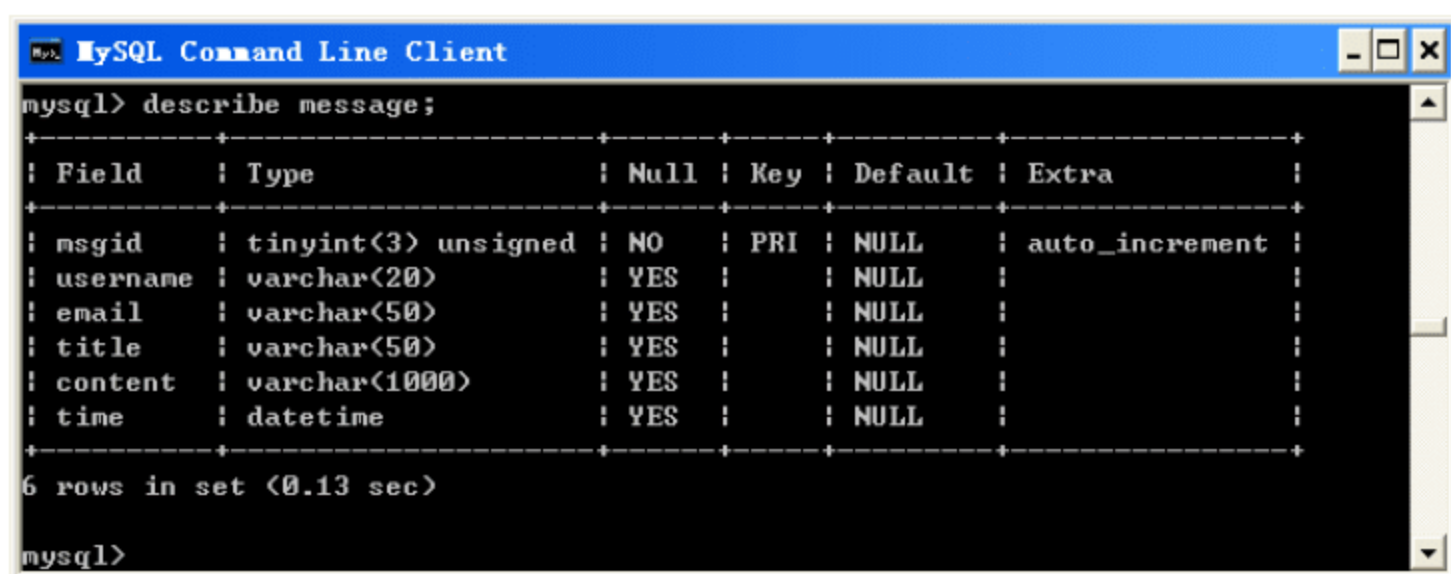 MySQL Command Line Client
mysql> describe message;
+----------+---------------------+------+-----+---------+----------------+
| Field    | Type                | Null | Key | Default | Extra          |
+----------+---------------------+------+-----+---------+----------------+
| msgid    | tinyint(3) unsigned | NO   | PRI | NULL    | auto_increment |
| username | varchar(20)         | YES  |     | NULL    |                |
| email    | varchar(50)         | YES  |     | NULL    |                |
| title    | varchar(50)         | YES  |     | NULL    |                |
| content  | varchar(1000)       | YES  |     | NULL    |                |
| time     | datetime            | YES  |     | NULL    |                |
+----------+---------------------+------+-----+---------+----------------+
6 rows in set (0.13 sec)
mysql>